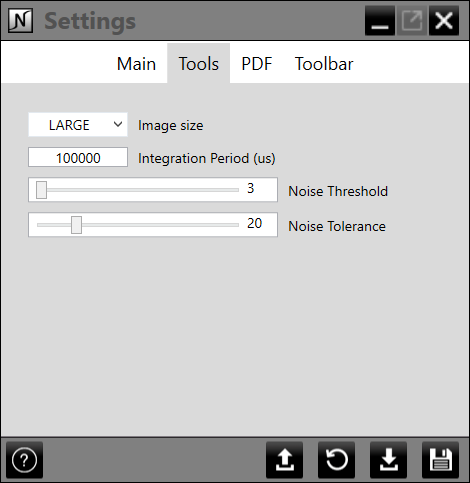 N Settings
Main Tools PDF Toolbar
LARGE Image size
100000 Integration Period (us)
3 Noise Threshold
20 Noise Tolerance
?